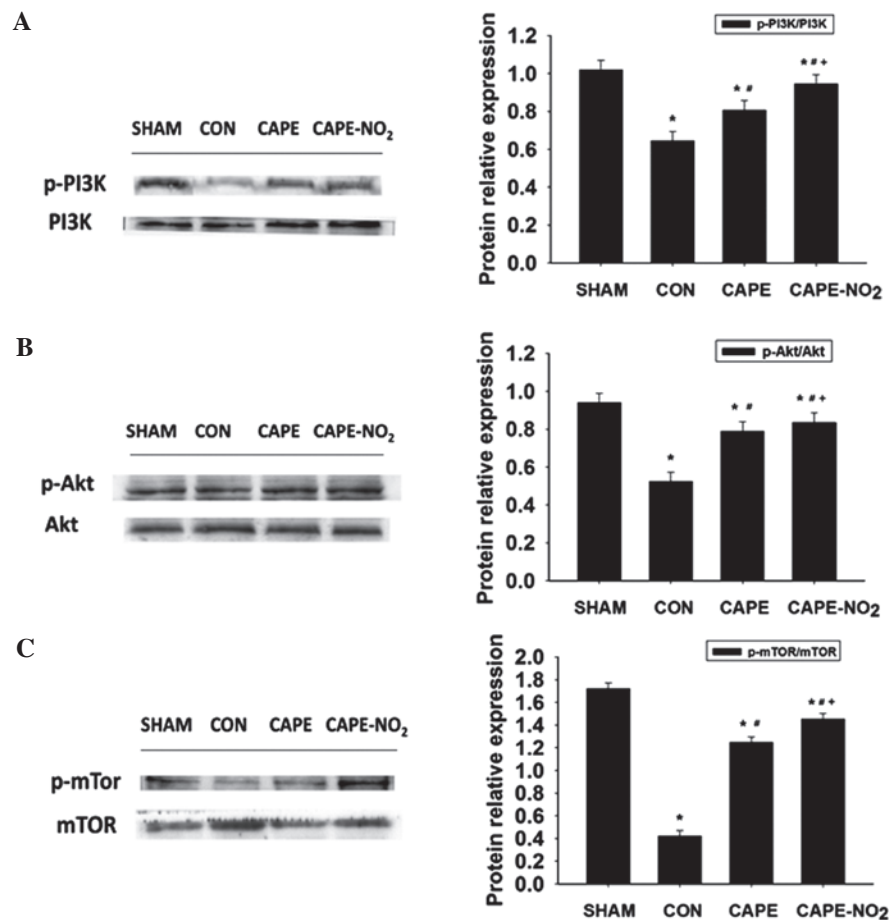 A
SHAM CON CAPE CAPE-NO2
p-PI3K
PI3K
p-PI3K/PI3K
Protein relative expression
1.2
1.0
0.8
0.6
0.4
0.2
0.0
*
* #
* # +
SHAM CON CAPE CAPE-NO2
B
SHAM CON CAPE CAPE-NO2
p-Akt
Akt
p-Akt/Akt
Protein relative expression
1.2
1.0
0.8
0.6
0.4
0.2
0.0
*
* #
* # +
SHAM CON CAPE CAPE-NO2
C
SHAM CON CAPE CAPE-NO2
p-mTor
mTOR
p-mTOR/mTOR
Protein relative expression
2.0
1.8
1.6
1.4
1.2
1.0
0.8
0.6
0.4
0.2
0.0
*
* #
* # +
SHAM CON CAPE CAPE-NO2